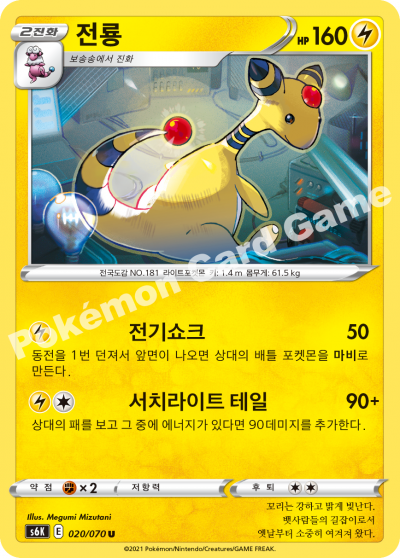 2진화
전룡
HP 160
보송송에서 진화
전국도감 NO.181 라이트포켓몬 키: 1.4 m 몸무게: 61.5 kg
Pokémon Card Game
전기쇼크 50
동전을 1번 던져서 앞면이 나오면 상대의 배틀 포켓몬을 마비로
만든다.
서치라이트 테일 90+
상대의 패를 보고 그 중에 에너지가 있다면 90데미지를 추가한다.
약점 ×2 저항력 후퇴
Illus. Megumi Mizutani
s6K E 020/070 U
꼬리는 강하고 밝게 빛난다.
뱃사람들의 길잡이로서
옛날부터 소중히 여겨져 왔다.
©2021 Pokémon/Nintendo/Creatures/GAME FREAK.